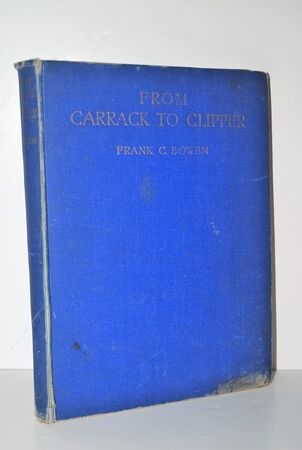 FROM
CARRACK TO CLIPPER
FRANK C. BOWEN